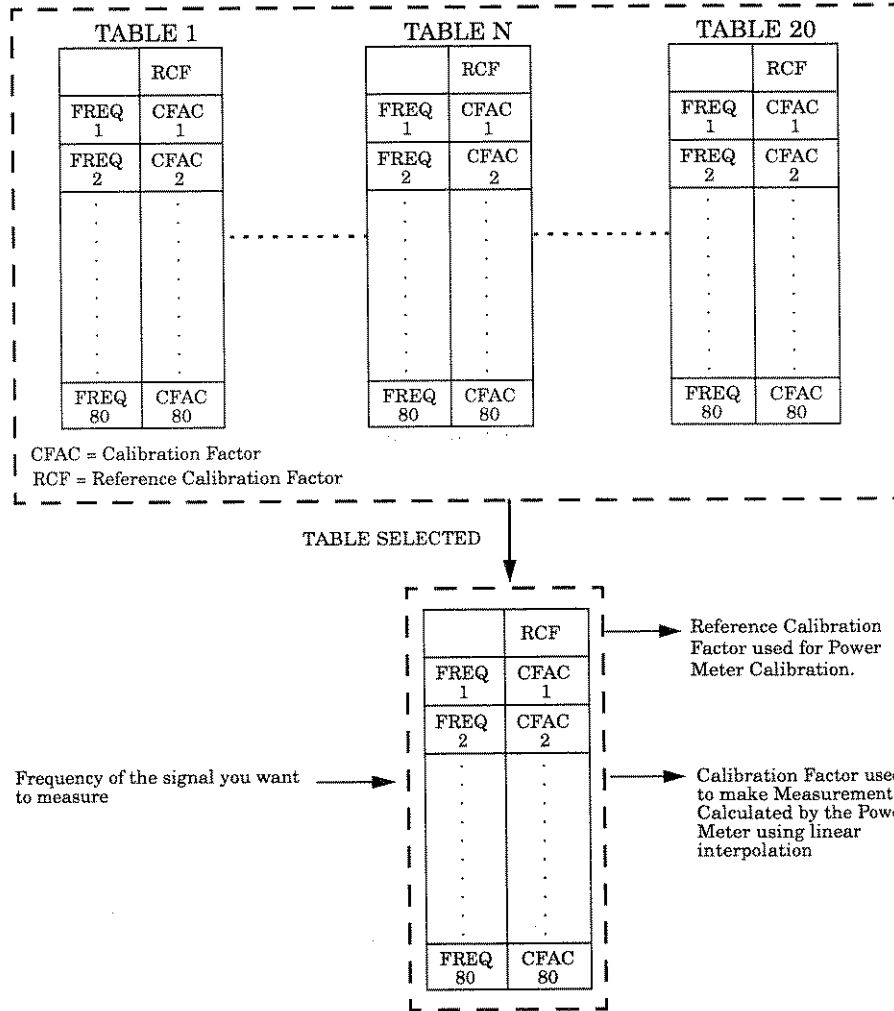 TABLE 1 TABLE N TABLE 20
RCF RCF RCF
FREQ 1 CFAC 1 FREQ 1 CFAC 1 FREQ 1 CFAC 1
FREQ 2 CFAC 2 FREQ 2 CFAC 2 FREQ 2 CFAC 2
FREQ 80 CFAC 80 FREQ 80 CFAC 80 FREQ 80 CFAC 80
CFAC = Calibration Factor
RCF = Reference Calibration Factor
TABLE SELECTED
RCF
FREQ 1 CFAC 1
FREQ 2 CFAC 2
FREQ 80 CFAC 80
Reference Calibration
Factor used for Power
Meter Calibration.
Frequency of the signal you want
to measure
Calibration Factor use
to make Measurement
Calculated by the Pow
Meter using linear
interpolation